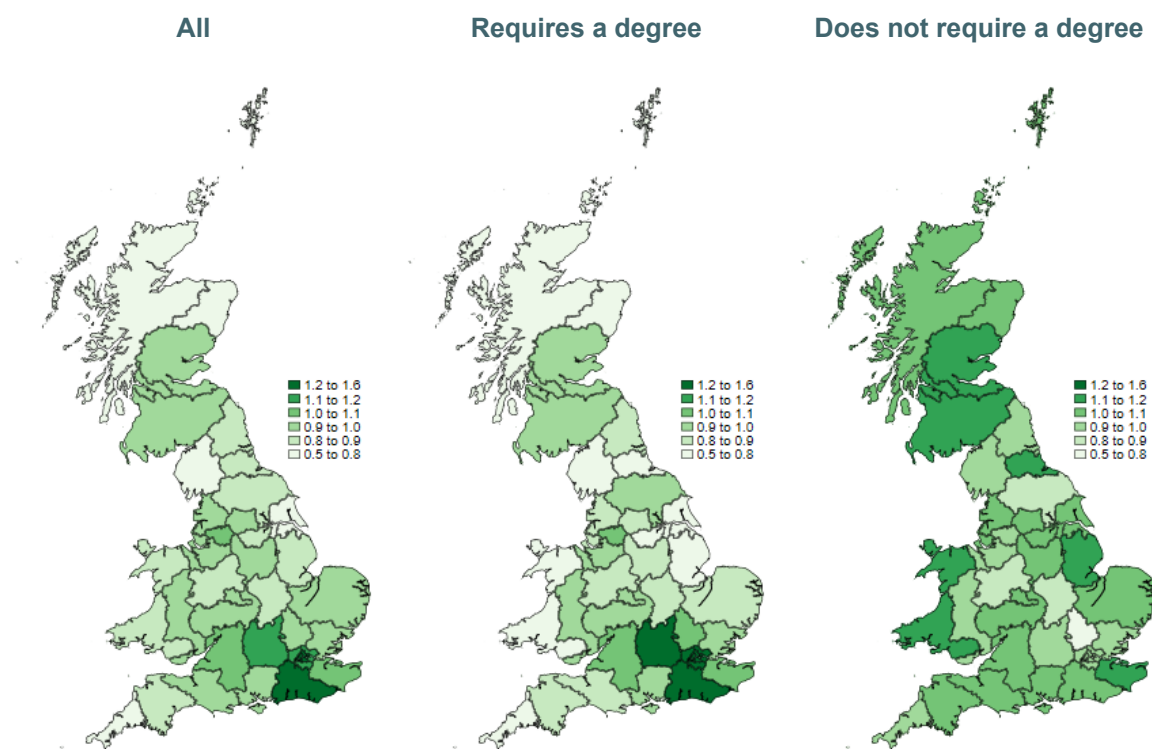 All
Requires a degree
Does not require a degree
1.2 to 1.6
1.1 to 1.2
1.0 to 1.1
0.9 to 1.0
0.8 to 0.9
0.5 to 0.8
1.2 to 1.6
1.1 to 1.2
1.0 to 1.1
0.9 to 1.0
0.8 to 0.9
0.5 to 0.8
1.2 to 1.6
1.1 to 1.2
1.0 to 1.1
0.9 to 1.0
0.8 to 0.9
0.5 to 0.8